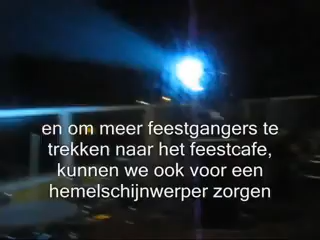 en om meer feestgangers te
trekken naar het feestcafe,
kunnen we ook voor een
hemelschijnwerper zorgen